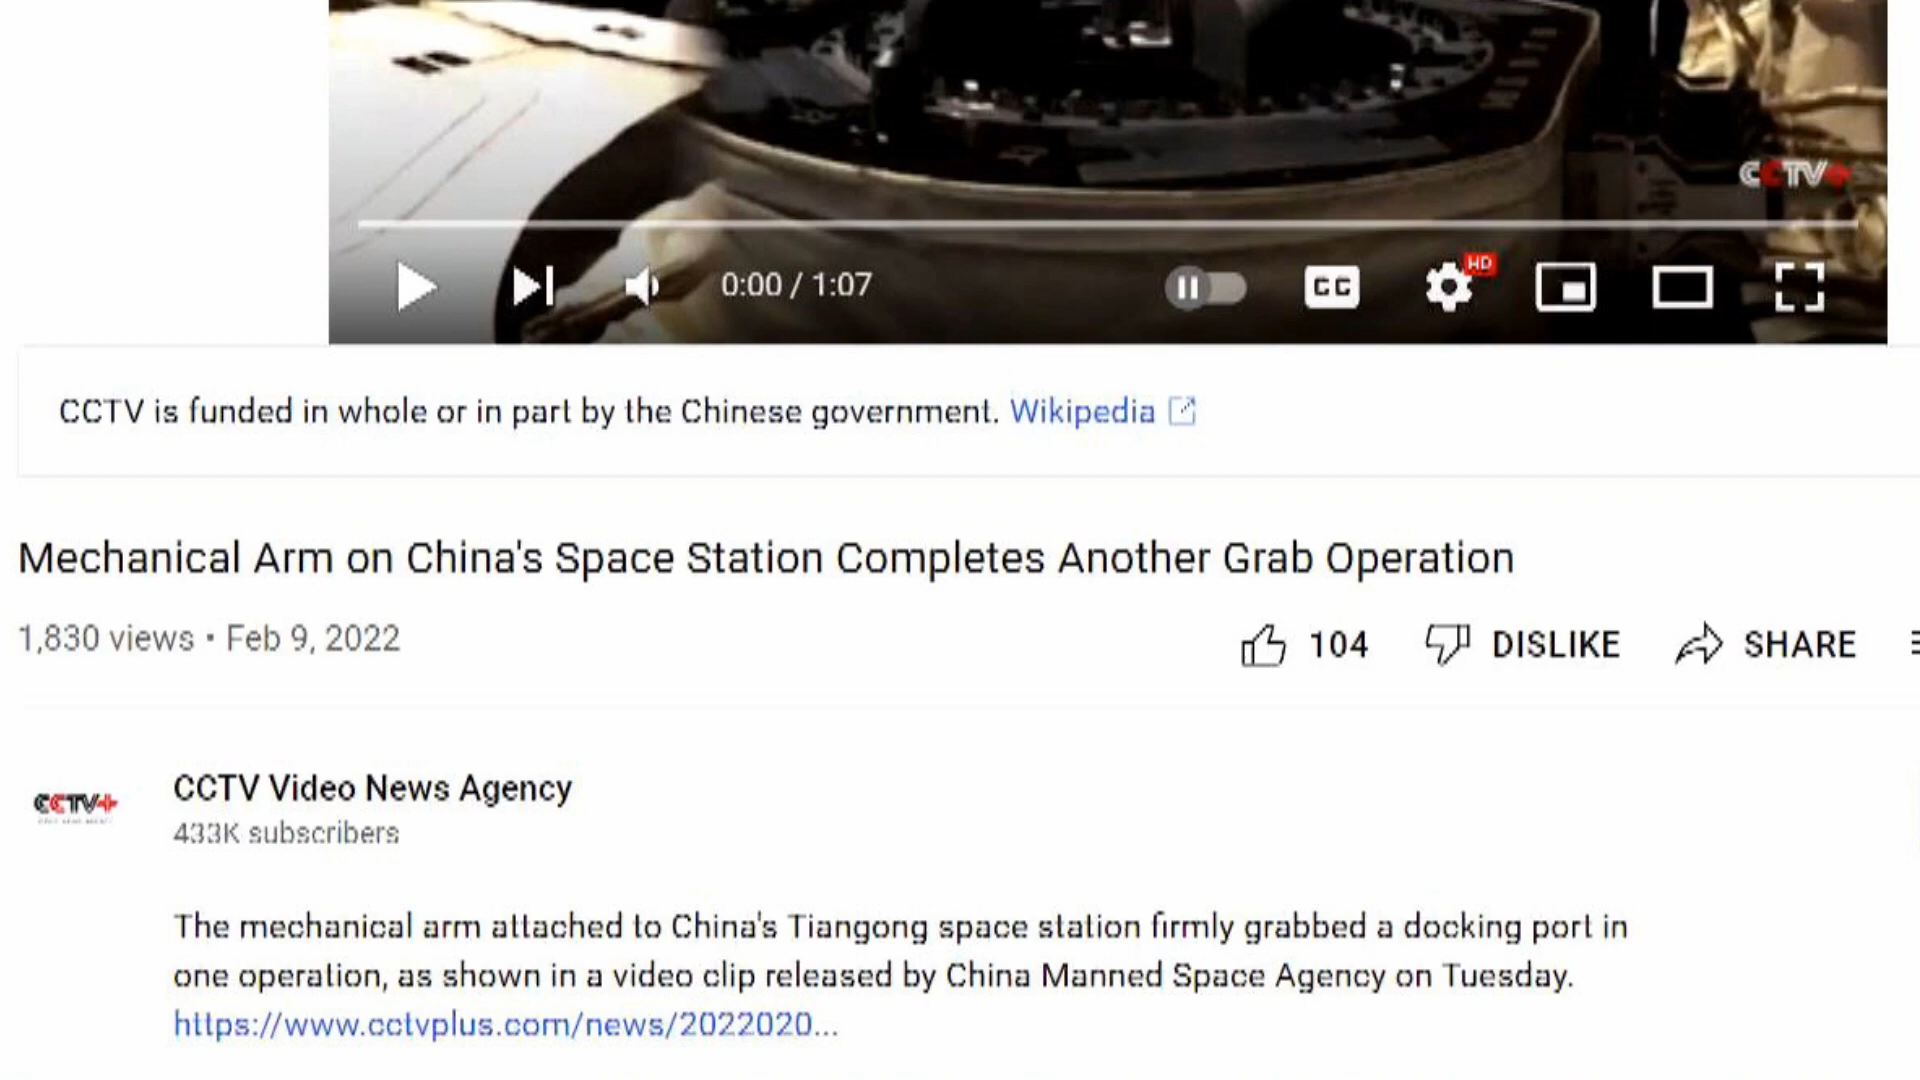 CCTV+
0:00 / 1:07
CC
HD
CCTV is funded in whole or in part by the Chinese government. Wikipedia
Mechanical Arm on China's Space Station Completes Another Grab Operation
1,830 views • Feb 9, 2022
104 DISLIKE SHARE
CCTV+
CCTV Video News Agency
433K subscribers
The mechanical arm attached to China's Tiangong space station firmly grabbed a docking port in
one operation, as shown in a video clip released by China Manned Space Agency on Tuesday.
https://www.cctvplus.com/news/2022020...